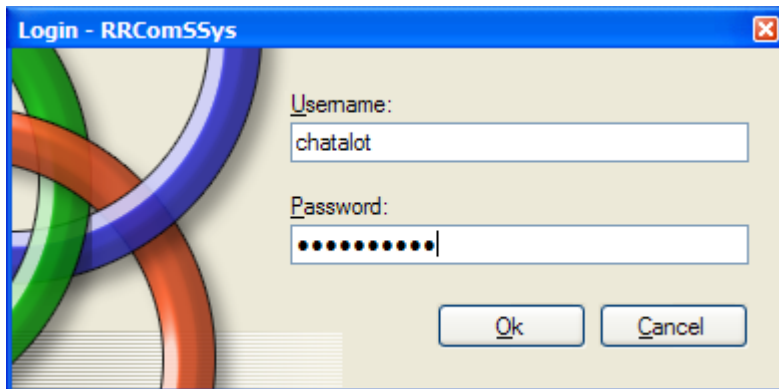 Login - RRComSSys
Username:
chatalot
Password:
●●●●●●●●●●
Ok
Cancel